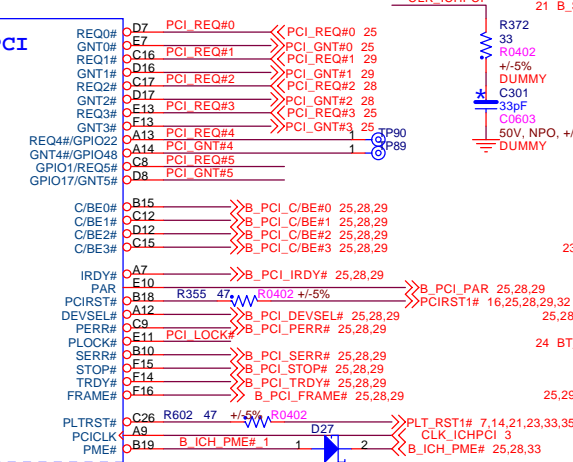 CLK_ICHPCI
21 B_
PCI
REQ0# D7 PCI_REQ#0 PCI_REQ#0 25
GNT0# E7 PCI_GNT#0 25
REQ1# C16 PCI_REQ#1 PCI_REQ#1 29
GNT1# D16 PCI_GNT#1 29
REQ2# C17 PCI_REQ#2 PCI_REQ#2 28
GNT2# D17 PCI_GNT#2 28
REQ3# E13 PCI_REQ#3 PCI_REQ#3 25
GNT3# F13 PCI_GNT#3 25
REQ4#/GPIO22 A13 PCI_REQ#4 1 TP90
GNT4#/GPIO48 A14 PCI_GNT#4 1 TP89
GPIO1/REQ5# C8 PCI_REQ#5
GPIO17/GNT5# D8 PCI_GNT#5
R372
33
R0402
+/-5%
DUMMY
C301
33pF
C0603
50V, NPO, +/
DUMMY
C/BE0# B15 B_PCI_C/BE#0 25,28,29
C/BE1# C12 B_PCI_C/BE#1 25,28,29
C/BE2# D12 B_PCI_C/BE#2 25,28,29
C/BE3# C15 B_PCI_C/BE#3 25,28,29
23
IRDY# A7 B_PCI_IRDY# 25,28,29
PAR E10 B_PCI_PAR 25,28,29
PCIRST# B18 R355 47 R0402 +/-5% PCIRST1# 16,25,28,29,32
DEVSEL# A12 B_PCI_DEVSEL# 25,28,29
25,28
PERR# C9 B_PCI_PERR# 25,28,29
PLOCK# E11 PCI_LOCK#
24 BT
SERR# B10 B_PCI_SERR# 25,28,29
STOP# F15 B_PCI_STOP# 25,28,29
TRDY# F14 B_PCI_TRDY# 25,28,29
FRAME# F16 B_PCI_FRAME# 25,28,29
25,29
PLTRST# C26 R602 47 +/-5% R0402 PLT_RST1# 7,14,21,23,33,35
PCICLK A9 CLK_ICHPCI 3
PME# B19 B_ICH_PME#_1 1 D27 2 B_ICH_PME# 25,28,33